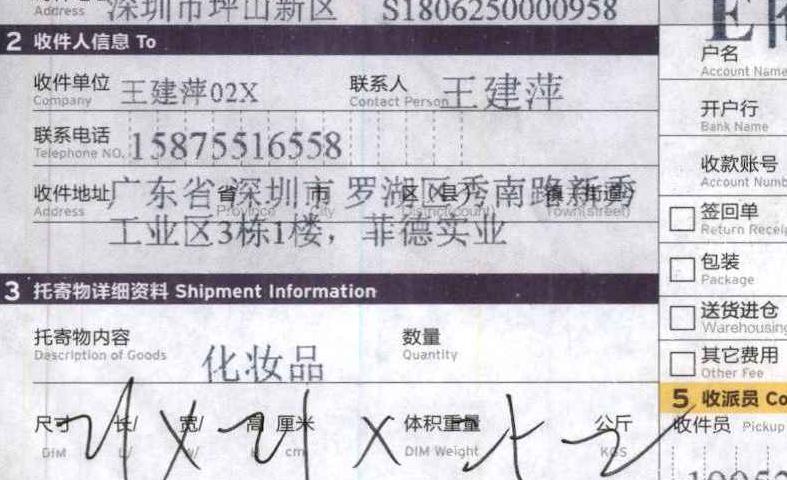 Address 深圳市坪山新区 S1806250000958
2 收件人信息 To
收件单位 王建萍02X 联系人 王建萍
Company Contact Person
联系电话 15875516558
Telephone NO.
户名
Account Name
开户行
Bank Name
收件地址 广东省 省 深圳市 市 罗湖区 区 县 秀南路新秀 镇 街道
Address Province City District(county) Town(street)
工业区3栋1楼，菲德实业
收款账号
Account Numb
签回单
Return Receip
3 托寄物详细资料 Shipment Information
包装
Package
托寄物内容 化妆品 数量
Description of Goods Quantity
送货进仓
Warehousing
其它费用
Other Fee
尺寸 长/ 宽/ 高 厘米 体积重量 公斤
DIM L/ W/ H cm DIM Weight KGS
5 收派员 Co
收件员 Pickup